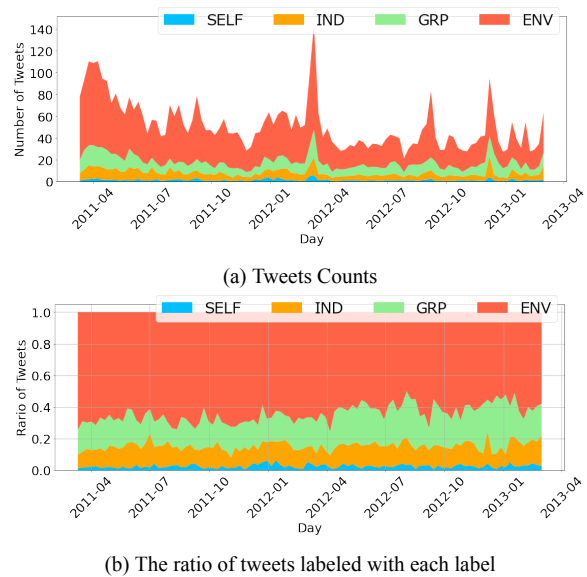 SELF IND GRP ENV
Number of Tweets
140
120
100
80
60
40
20
0
2011-04 2011-07 2011-10 2012-01 2012-04 2012-07 2012-10 2013-01 2013-04
Day
(a) Tweets Counts
SELF IND GRP ENV
Rario of Tweets
1.0
0.8
0.6
0.4
0.2
0.0
2011-04 2011-07 2011-10 2012-01 2012-04 2012-07 2012-10 2013-01 2013-04
Day
(b) The ratio of tweets labeled with each label